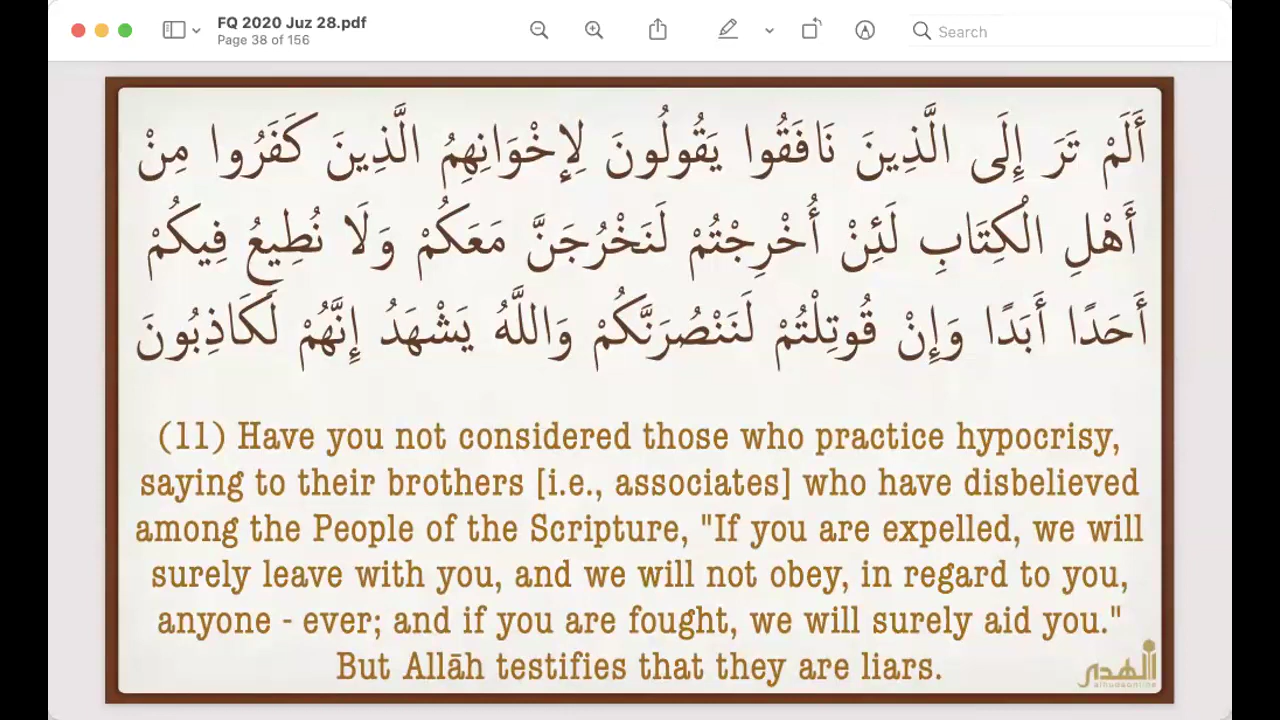 FQ 2020 Juz 28.pdf
Page 38 of 156
Search
أَلَمْ تَرَ إِلَى الَّذِينَ نَافَقُوا يَقُولُونَ لِإِخْوَانِهِمُ الَّذِينَ كَفَرُوا مِنْ
أَهْلِ الْكِتَابِ لَئِنْ أُخْرِجْتُمْ لَنَخْرُجَنَّ مَعَكُمْ وَلَا نُطِيعُ فِيكُمْ
أَحَدًا أَبَدًا وَإِنْ قُوتِلْتُمْ لَنَنْصُرَنَّكُمْ وَاللَّهُ يَشْهَدُ إِنَّهُمْ لَكَاذِبُونَ
(11) Have you not considered those who practice hypocrisy,
saying to their brothers [i.e., associates] who have disbelieved
among the People of the Scripture, "If you are expelled, we will
surely leave with you, and we will not obey, in regard to you,
anyone - ever; and if you are fought, we will surely aid you."
But Allāh testifies that they are liars.
الهدى
alhudaonline